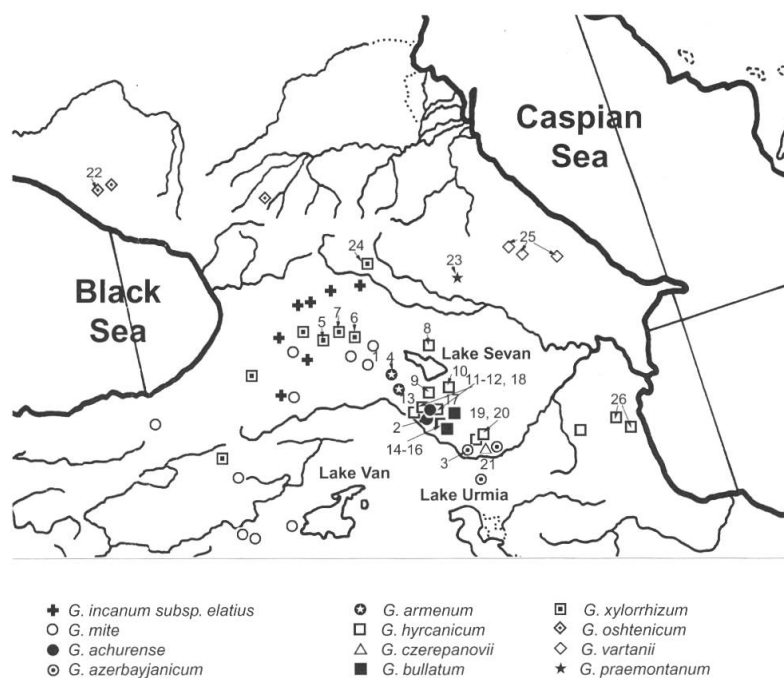 Caspian
Sea
22
25
24
23
Black
Sea
7
5
6
8
1
4
Lake Sevan
9
10
11-12, 18
13
17
2
19, 20
26
14-16
3
21
Lake Van
Lake Urmia
G. incanum subsp. elatius
G. mite
G. achurense
G. azerbayjanicum
G. armenum
G. hyrcanicum
G. czerepanovii
G. bullatum
G. xylorrhizum
G. oshtenicum
G. vartanii
G. praemontanum